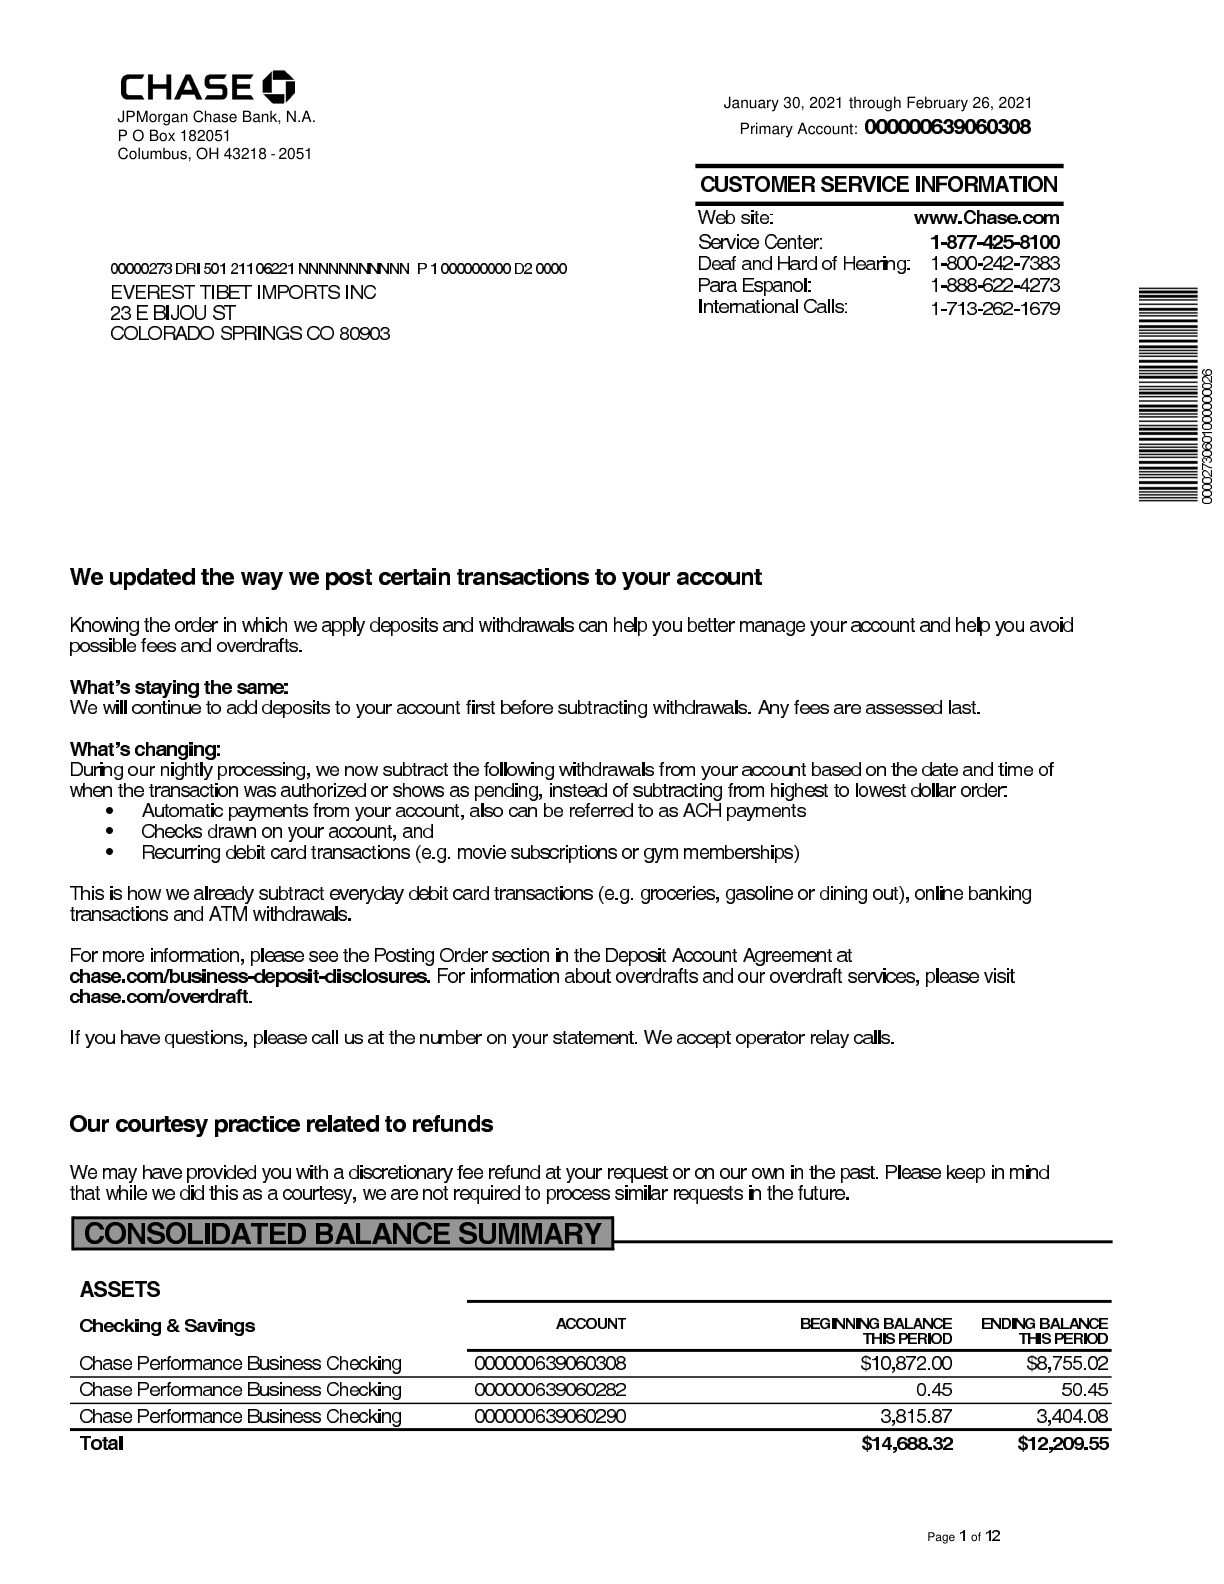 CHASE
JPMorgan Chase Bank, N.A.
P O Box 182051
Columbus, OH 43218 - 2051
January 30, 2021 through February 26, 2021
Primary Account: 000000639060308
CUSTOMER SERVICE INFORMATION
Web site: www.Chase.com
Service Center: 1-877-425-8100
Deaf and Hard of Hearing: 1-800-242-7383
Para Espanol: 1-888-622-4273
International Calls: 1-713-262-1679
00000273 DRI 501 211 06221 NNNNNNNNNNN P 1 000000000 D2 0000
EVEREST TIBET IMPORTS INC
23 E BIJOU ST
COLORADO SPRINGS CO 80903
00002730601000000026
We updated the way we post certain transactions to your account
Knowing the order in which we apply deposits and withdrawals can help you better manage your account and help you avoid
possible fees and overdrafts.
What's staying the same:
We will continue to add deposits to your account first before subtracting withdrawals. Any fees are assessed last.
What's changing:
During our nightly processing, we now subtract the following withdrawals from your account based on the date and time of
when the transaction was authorized or shows as pending, instead of subtracting from highest to lowest dollar order:
• Automatic payments from your account, also can be referred to as ACH payments
• Checks drawn on your account, and
• Recurring debit card transactions (e.g. movie subscriptions or gym memberships)
This is how we already subtract everyday debit card transactions (e.g. groceries, gasoline or dining out), online banking
transactions and ATM withdrawals.
For more information, please see the Posting Order section in the Deposit Account Agreement at
chase.com/business-deposit-disclosures. For information about overdrafts and our overdraft services, please visit
chase.com/overdraft.
If you have questions, please call us at the number on your statement. We accept operator relay calls.
Our courtesy practice related to refunds
We may have provided you with a discretionary fee refund at your request or on our own in the past. Please keep in mind
that while we did this as a courtesy, we are not required to process similar requests in the future.
CONSOLIDATED BALANCE SUMMARY
ASSETS
Checking & Savings ACCOUNT BEGINNING BALANCE ENDING BALANCE
THIS PERIOD THIS PERIOD
Chase Performance Business Checking 000000639060308 $10,872.00 $8,755.02
Chase Performance Business Checking 000000639060282 0.45 50.45
Chase Performance Business Checking 000000639060290 3,815.87 3,404.08
Total $14,688.32 $12,209.55
Page 1 of 12